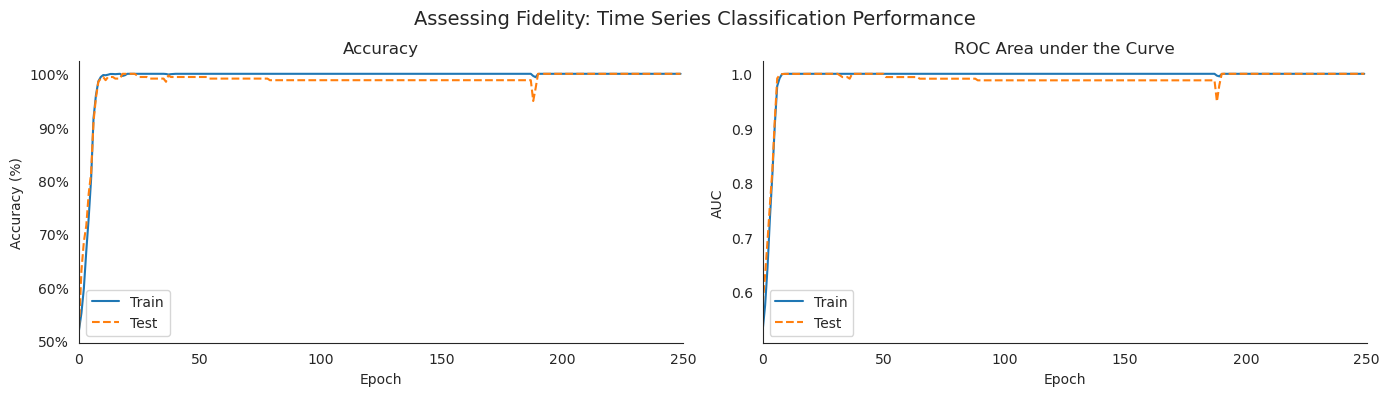 Assessing Fidelity: Time Series Classification Performance
Accuracy
100%
90%
80%
70%
60%
50%
Accuracy (%)
Train
Test
0 50 100 150 200 250
Epoch
ROC Area under the Curve
1.0
0.9
0.8
0.7
0.6
AUC
Train
Test
0 50 100 150 200 250
Epoch